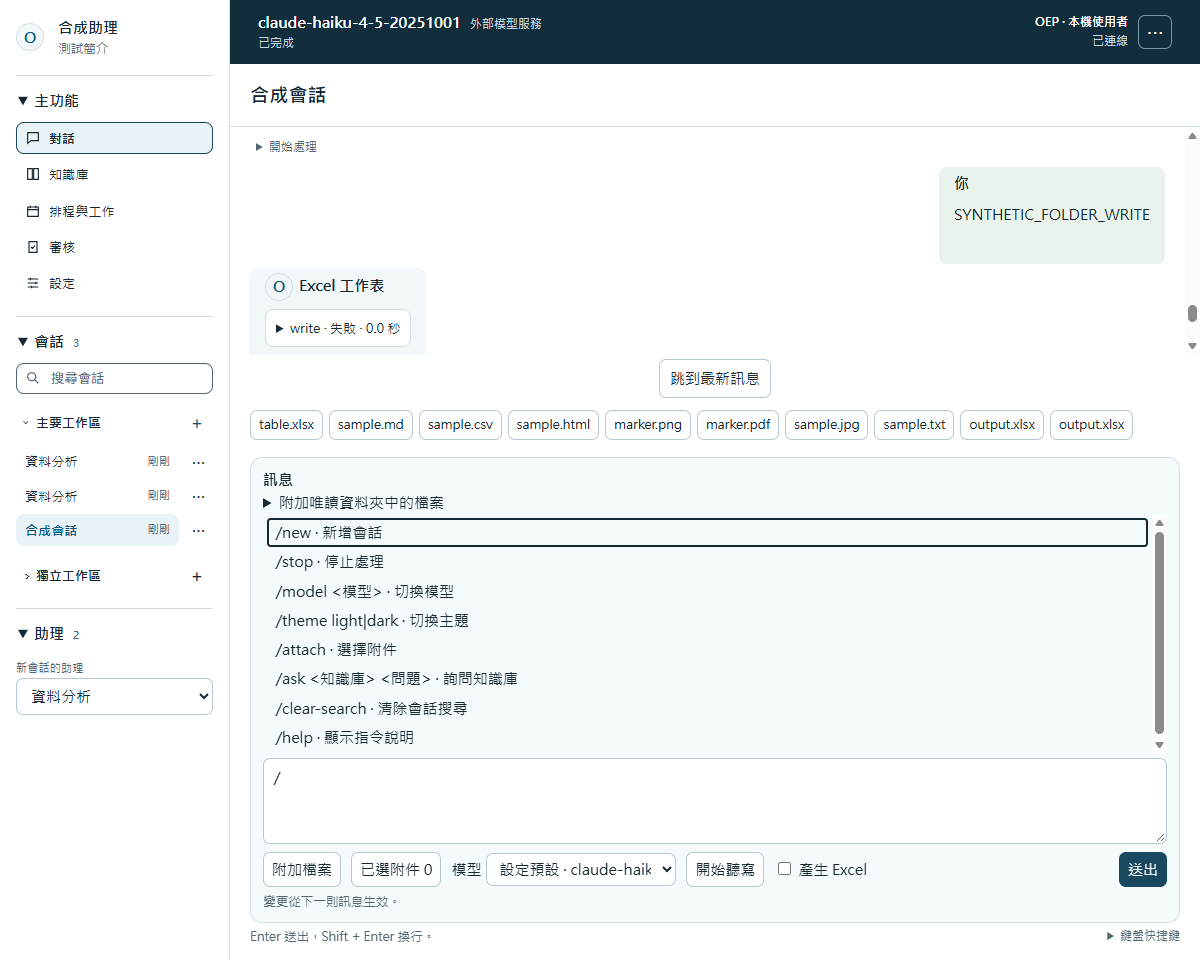 O
合成助理
測試簡介
▼ 主功能
對話
知識庫
排程與工作
審核
設定
▼ 會話 3
搜尋會話
主要工作區 +
資料分析 剛剛 ...
資料分析 剛剛 ...
合成會話 剛剛 ...
獨立工作區 +
▼ 助理 2
新會話的助理
資料分析
claude-haiku-4-5-20251001 外部模型服務
已完成
OEP · 本機使用者
已連線
...
合成會話
▶ 開始處理
你
SYNTHETIC_FOLDER_WRITE
O Excel 工作表
▶ write · 失敗 · 0.0 秒
跳到最新訊息
table.xlsx sample.md sample.csv sample.html marker.png marker.pdf sample.jpg sample.txt output.xlsx output.xlsx
訊息
▶ 附加唯讀資料夾中的檔案
/new · 新增會話
/stop · 停止處理
/model <模型> · 切換模型
/theme light|dark · 切換主題
/attach · 選擇附件
/ask <知識庫> <問題> · 詢問知識庫
/clear-search · 清除會話搜尋
/help · 顯示指令說明
/
附加檔案 已選附件 0 模型 設定預設 · claude-haik 開始聽寫 產生 Excel 送出
變更從下一則訊息生效。
Enter 送出，Shift + Enter 換行。
▶ 鍵盤快捷鍵